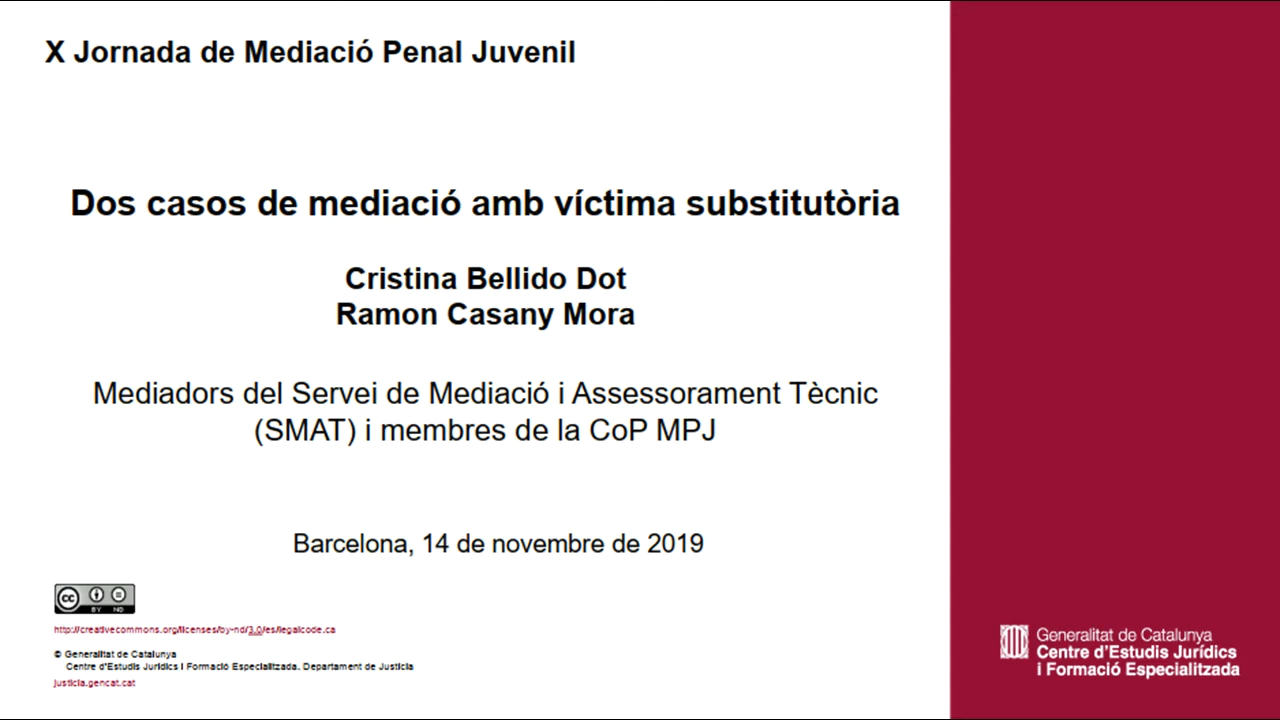 X Jornada de Mediació Penal Juvenil
Dos casos de mediació amb víctima substitutòria
Cristina Bellido Dot
Ramon Casany Mora
Mediadors del Servei de Mediació i Assessorament Tècnic
(SMAT) i membres de la CoP MPJ
Barcelona, 14 de novembre de 2019
cc
BY ND
http://creativecommons.org/licenses/by-nd/3.0/es/legalcode.ca
© Generalitat de Catalunya
Centre d'Estudis Jurídics i Formació Especialitzada. Departament de Justícia
justicia.gencat.cat
Generalitat de Catalunya
Centre d'Estudis Jurídics
i Formació Especialitzada